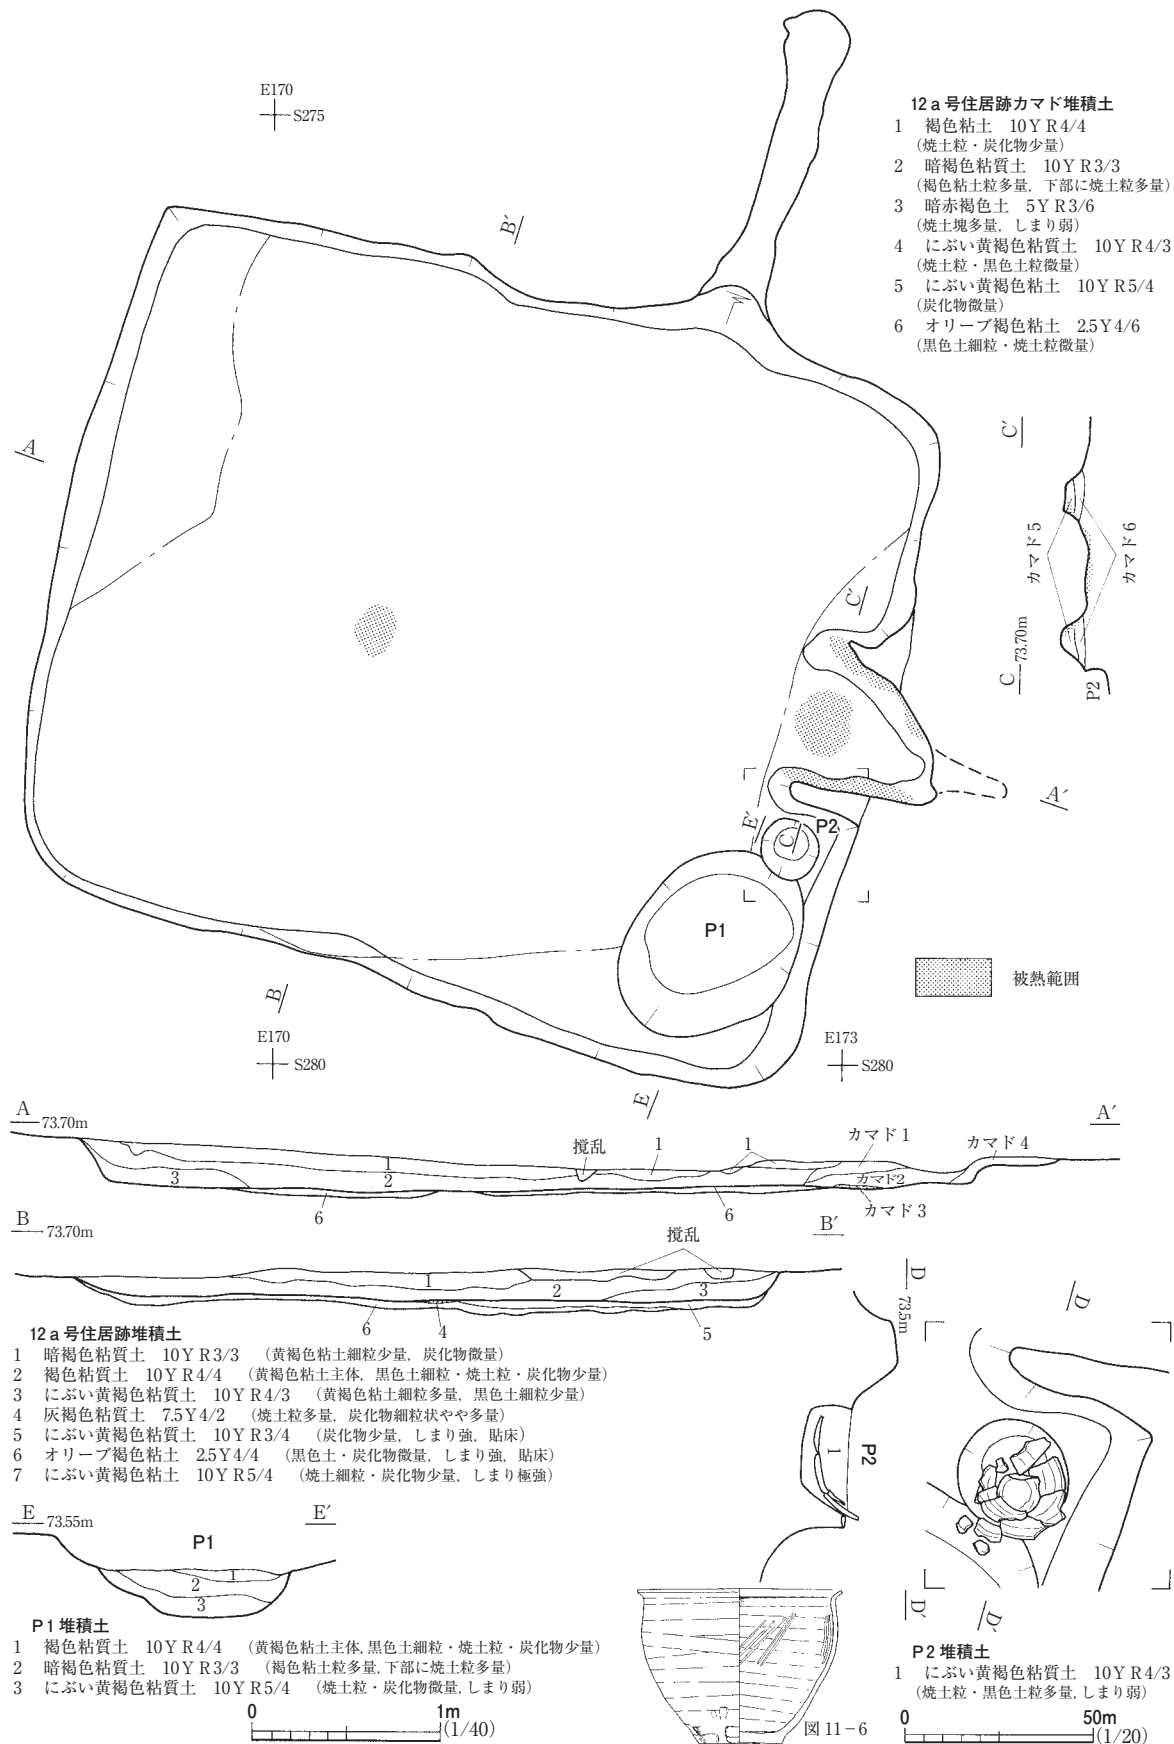 E170
S275
12a号住居跡カマド堆積土
1 褐色粘土 10YR4/4
(焼土粒・炭化物少量)
2 暗褐色粘質土 10YR3/3
(褐色粘土粒多量，下部に焼土粒多量)
3 暗赤褐色土 5YR3/6
(焼土塊多量，しまり弱)
4 にぶい黄褐色粘質土 10YR4/3
(焼土粒・黒色土粒微量)
5 にぶい黄褐色粘土 10YR5/4
(炭化物微量)
6 オリーブ褐色粘土 2.5Y4/6
(黒色土細粒・焼土粒微量)
B′
A
C′
カマド5
カマド6
C
73.70m
P2
C′
A′
E′
C
P2
P1
被熱範囲
B
E170
S280
E173
S280
E
A
73.70m
A′
撹乱
1
1
カマド1
カマド4
1
2
3
カマド2
カマド3
6
6
B
73.70m
B′
撹乱
1
2
3
6
4
5
D
73.5m
1
P2
D′
D
D′
12a号住居跡堆積土
1 暗褐色粘質土 10YR3/3 (黄褐色粘土細粒少量，炭化物微量)
2 褐色粘質土 10YR4/4 (黄褐色粘土主体，黒色土細粒・焼土粒・炭化物少量)
3 にぶい黄褐色粘質土 10YR4/3 (黄褐色粘土細粒多量，黒色土細粒少量)
4 灰褐色粘質土 7.5Y4/2 (焼土粒多量，炭化物細粒状やや多量)
5 にぶい黄褐色粘質土 10YR3/4 (炭化物少量，しまり強，貼床)
6 オリーブ褐色粘土 2.5Y4/4 (黒色土・炭化物微量，しまり強，貼床)
7 にぶい黄褐色粘土 10YR5/4 (焼土細粒・炭化物少量，しまり極強)
E
73.55m
E′
P1
1
2
3
P1堆積土
1 褐色粘質土 10YR4/4 (黄褐色粘土主体，黒色土細粒・焼土粒・炭化物少量)
2 暗褐色粘質土 10YR3/3 (褐色粘土粒多量，下部に焼土粒多量)
3 にぶい黄褐色粘質土 10YR5/4 (焼土粒・炭化物微量，しまり弱)
0 1m
(1/40)
図11－6
P2堆積土
1 にぶい黄褐色粘質土 10YR4/3
(焼土粒・黒色土粒多量，しまり弱)
0 50m
(1/20)